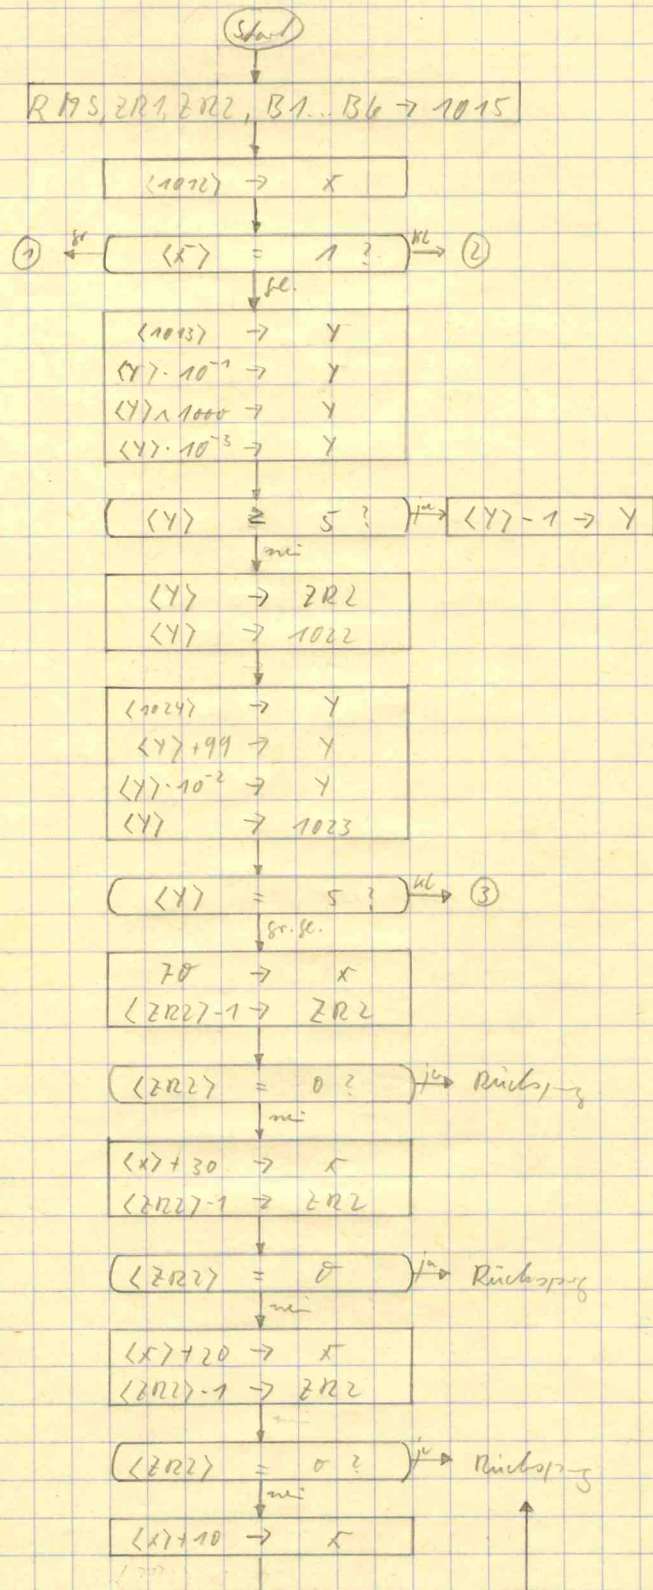 Start
RMS, ZR1, ZR2, B1...B6 → 1015
<1012> → X
① gr <X> = 1 ? kl ②
gl.
<1013> → Y
<Y>·10⁻¹ → Y
<Y>∧1000 → Y
<Y>·10⁻³ → Y
<Y> ≥ 5 ? ja <Y>-1 → Y
nein
<Y> → ZR2
<Y> → 1022
<1024> → Y
<Y>+99 → Y
<Y>·10⁻² → Y
<Y> → 1023
<Y> = 5 ? kl ③
gr.gl.
70 → X
<ZR2>-1 → ZR2
<ZR2> = 0 ? ja Rücksprung
nein
<X>+30 → X
<ZR2>-1 → ZR2
<ZR2> = 0 ja Rücksprung
nein
<X>+20 → X
<ZR2>-1 → ZR2
<ZR2> = 0 ? ja Rücksprung
nein
<X>+10 → X